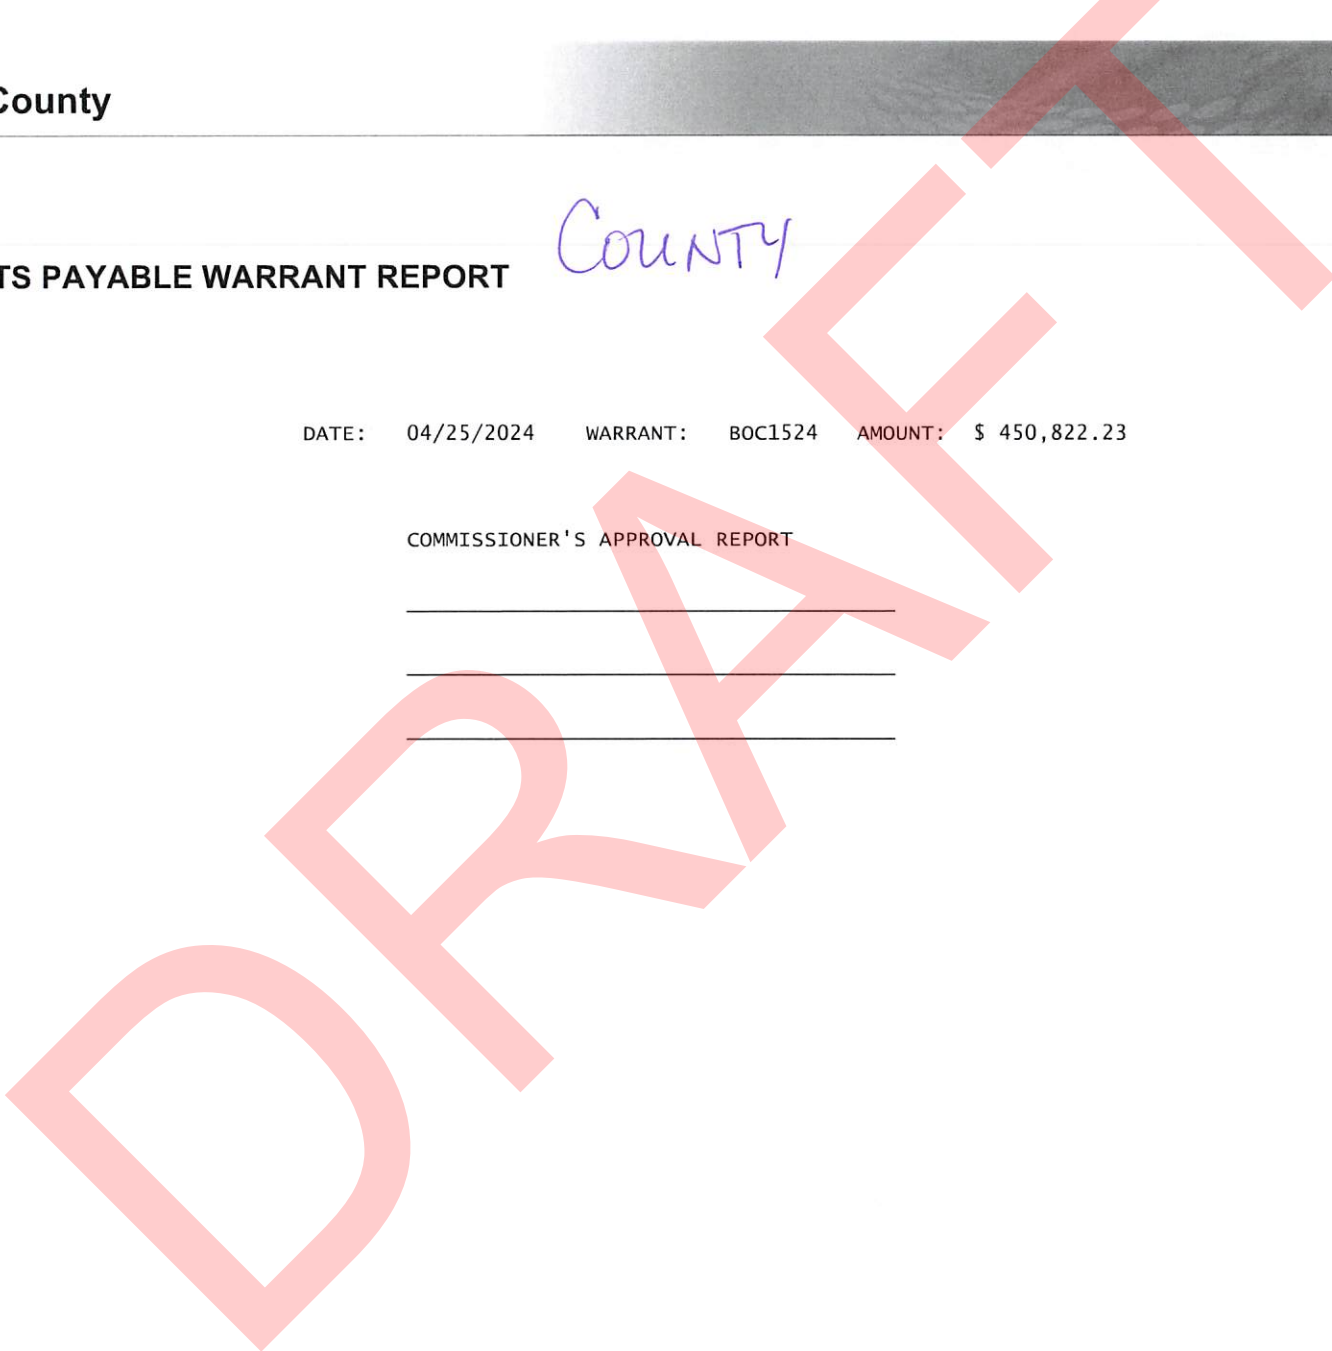 County
COUNTY
TS PAYABLE WARRANT REPORT
DATE: 04/25/2024 WARRANT: BOC1524 AMOUNT: $ 450,822.23
COMMISSIONER'S APPROVAL REPORT
DRAFT